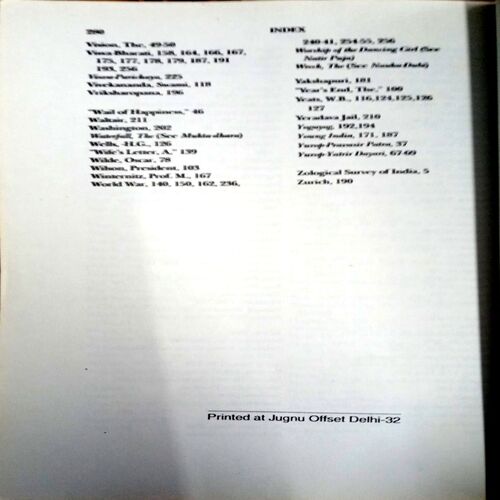 280
INDEX
Vision, The, 49-50
Visva-Bharati, 158, 164, 166, 167,
175, 177, 178, 179, 187, 191
193, 256
Visva-Parichaya, 225
Vivekananda, Swami, 118
Vriksharopana, 196
"Wail of Happiness," 46
Waltair, 211
Washington, 202
Waterfall, The (See Muktadhara)
Wells, H.G., 126
"Wife's Letter, A," 139
Wilde, Oscar, 78
Wilson, President, 103
Winternitz, Prof. M., 167
World War, 140, 150, 162, 236,
240-41, 254-55, 256
Worship of the Dancing Girl (See
Natir Puja)
Wreck, The (See Nauka Dubi)
Yakshapuri, 181
"Year's End, The," 100
Yeats, W.B., 116,124,125,126
127
Yeravada Jail, 210
Yogayog, 192,194
Young India, 171, 187
Yurop-Pravasir Patra, 37
Yurop-Yatrir Dayari, 67-69
Zological Survey of India, 5
Zurich, 190
Printed at Jugnu Offset Delhi-32